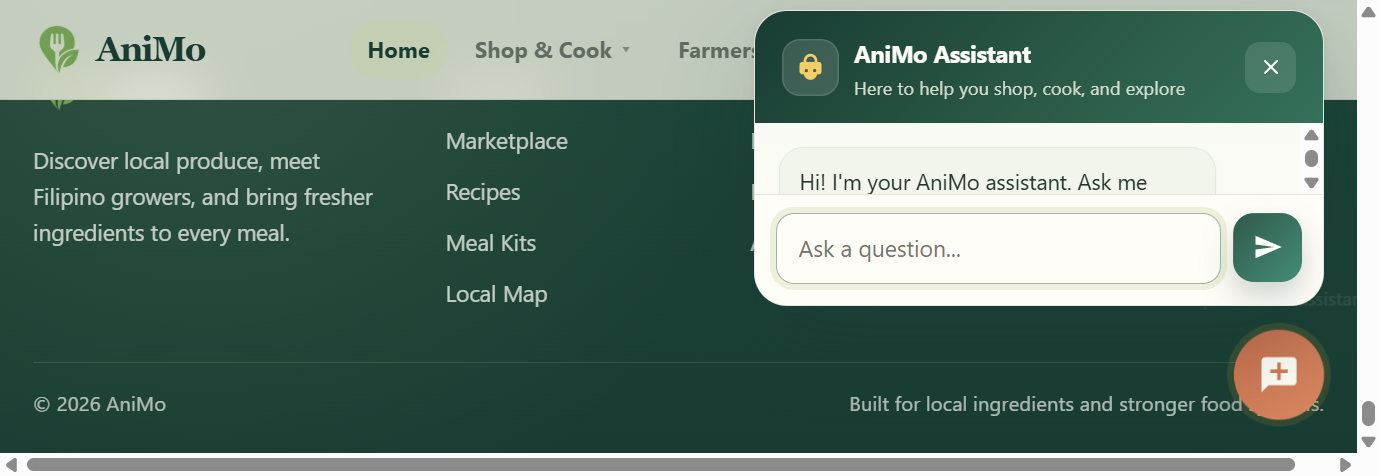 AniMo
Home
Shop & Cook
Farmers
AniMo Assistant
Here to help you shop, cook, and explore
Hi! I'm your AniMo assistant. Ask me
Ask a question...
Discover local produce, meet
Filipino growers, and bring fresher
ingredients to every meal.
Marketplace
Recipes
Meal Kits
Local Map
© 2026 AniMo
Built for local ingredients and stronger food